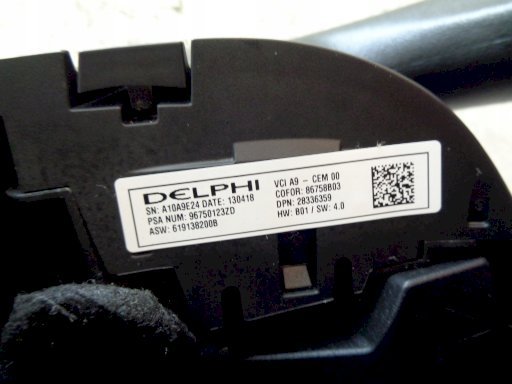 DELPHI
SN: A10A9E24 DATE: 130418
PSA NUM: 96750123ZD
ASW: 619138200B
VCI A9 - CEM 00
COFOR: 86758B03
DPN: 28336359
HW: B01 / SW: 4.0